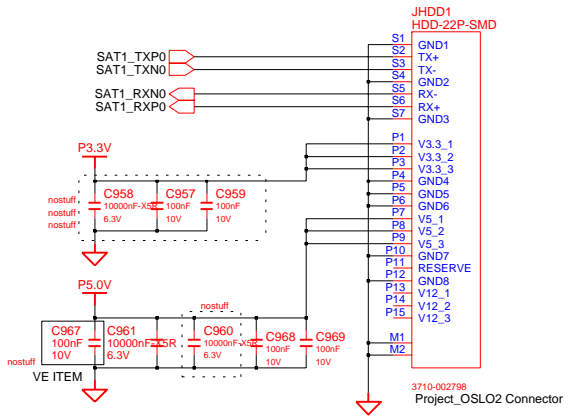 JHDD1
HDD-22P-SMD
S1 GND1
SAT1_TXP0 S2 TX+
SAT1_TXN0 S3 TX-
S4 GND2
SAT1_RXN0 S5 RX-
SAT1_RXP0 S6 RX+
S7 GND3
P1 V3.3_1
P3.3V P2 V3.3_2
P3 V3.3_3
P4 GND4
P5 GND5
P6 GND6
P7 V5_1
P8 V5_2
P9 V5_3
P10 GND7
P11 RESERVE
P12 GND8
P13 V12_1
P14 V12_2
P15 V12_3
M1
M2
3710-002798
Project_OSLO2 Connector
nostuff
nostuff
nostuff
C958
10000nF-X5R
6.3V
C957
100nF
10V
C959
100nF
10V
P5.0V
nostuff
C967
100nF
10V
nostuff
VE ITEM
C961
10000nF-X5R
6.3V
C960
10000nF-X5R
6.3V
C968
100nF
10V
C969
100nF
10V